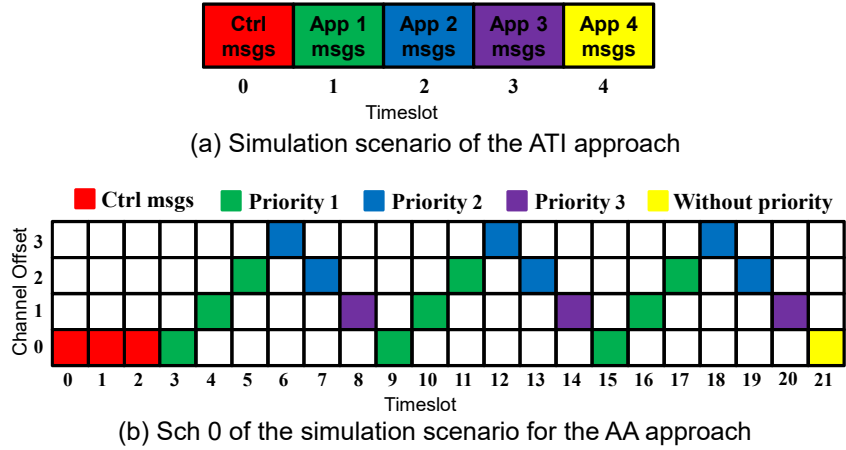 Ctrl msgs App 1 msgs App 2 msgs App 3 msgs App 4 msgs
0 1 2 3 4
Timeslot
(a) Simulation scenario of the ATI approach
Ctrl msgs Priority 1 Priority 2 Priority 3 Without priority
Channel Offset
3
2
1
0
0 1 2 3 4 5 6 7 8 9 10 11 12 13 14 15 16 17 18 19 20 21
Timeslot
(b) Sch 0 of the simulation scenario for the AA approach